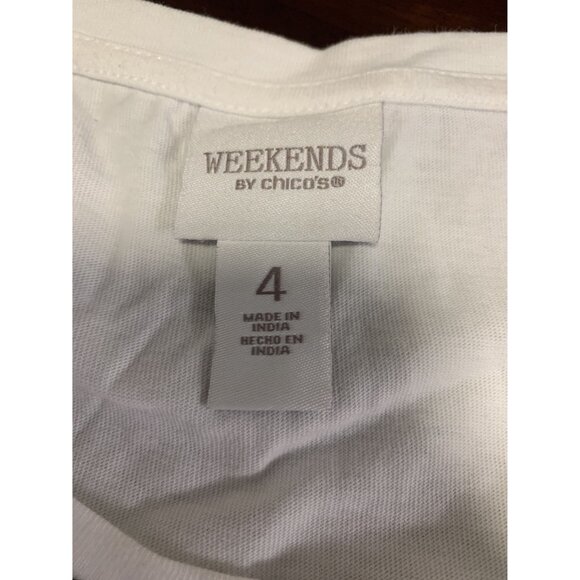 WEEKENDS
BY chico's®
4
MADE IN
INDIA
HECHO EN
INDIA